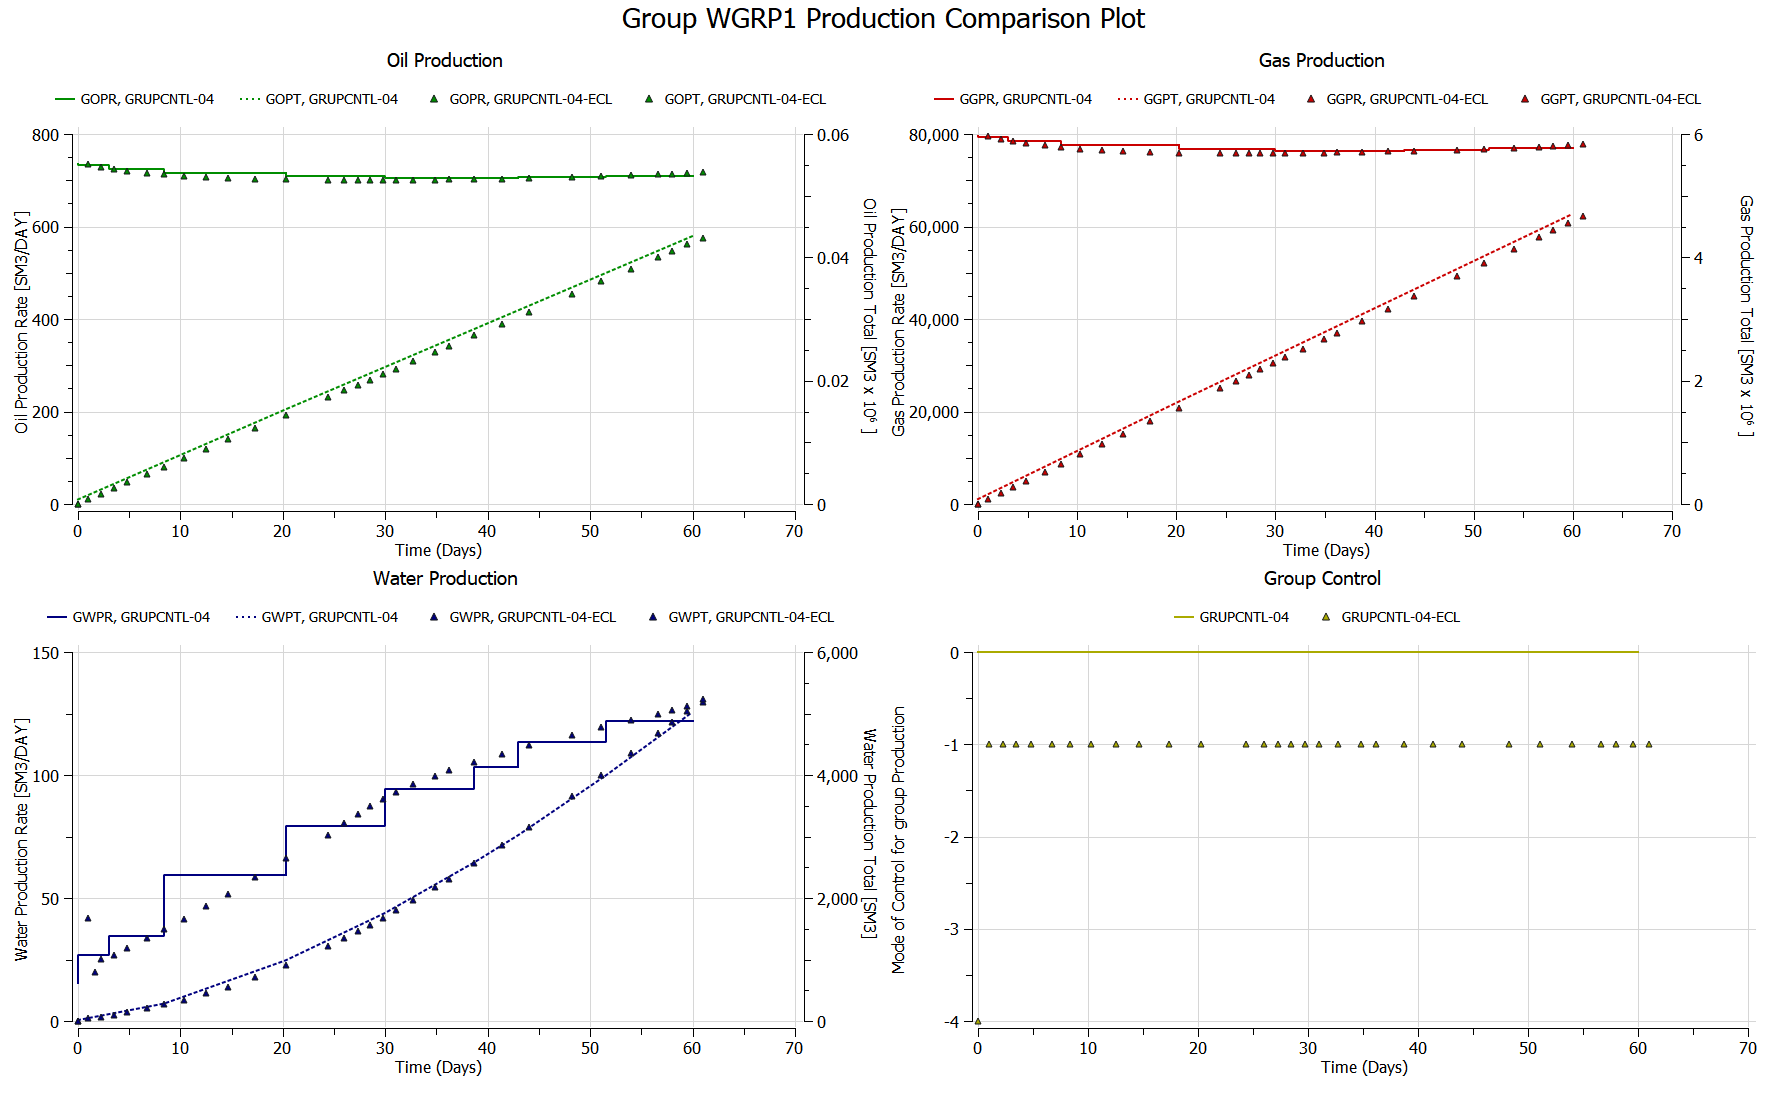 Group WGRP1 Production Comparison Plot
Oil Production
GOPR, GRUPCNTL-04 GOPT, GRUPCNTL-04 GOPR, GRUPCNTL-04-ECL GOPT, GRUPCNTL-04-ECL
800
600
400
200
0
Oil Production Rate [SM3/DAY]
0.06
0.04
0.02
0
Oil Production Total [SM3 x 10⁶ ]
0 10 20 30 40 50 60 70
Time (Days)
Gas Production
GGPR, GRUPCNTL-04 GGPT, GRUPCNTL-04 GGPR, GRUPCNTL-04-ECL GGPT, GRUPCNTL-04-ECL
80,000
60,000
40,000
20,000
0
Gas Production Rate [SM3/DAY]
6
4
2
0
Gas Production Total [SM3 x 10⁶ ]
0 10 20 30 40 50 60 70
Time (Days)
Water Production
GWPR, GRUPCNTL-04 GWPT, GRUPCNTL-04 GWPR, GRUPCNTL-04-ECL GWPT, GRUPCNTL-04-ECL
150
100
50
0
Water Production Rate [SM3/DAY]
6,000
4,000
2,000
0
Water Production Total [SM3]
0 10 20 30 40 50 60 70
Time (Days)
Group Control
GRUPCNTL-04 GRUPCNTL-04-ECL
0
-1
-2
-3
-4
Mode of Control for group Production
0 10 20 30 40 50 60 70
Time (Days)